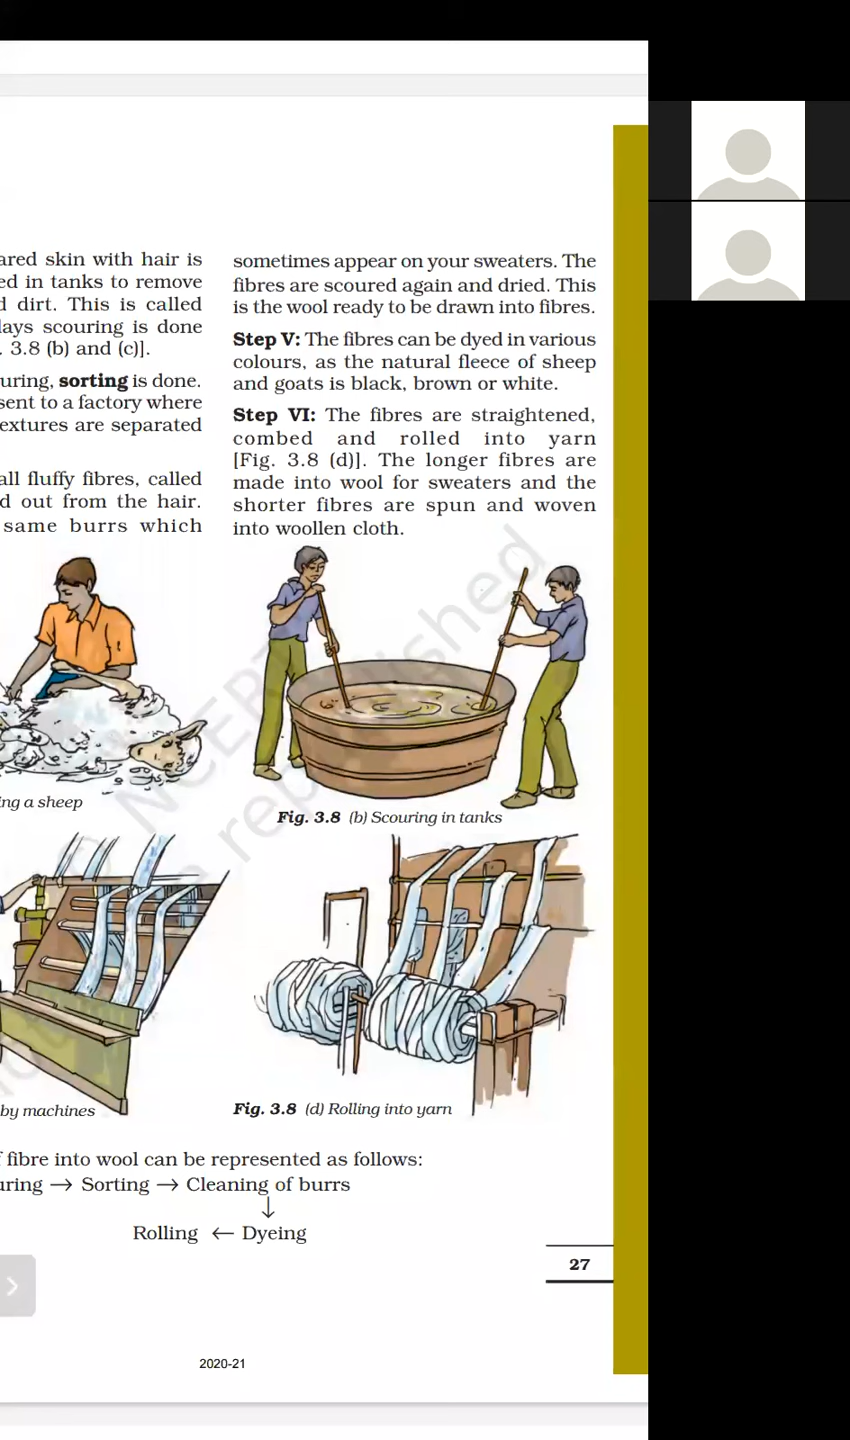 ared skin with hair is
ed in tanks to remove
d dirt. This is called
days scouring is done
. 3.8 (b) and (c)].
uring, sorting is done.
sent to a factory where
extures are separated
all fluffy fibres, called
d out from the hair.
same burrs which
sometimes appear on your sweaters. The
fibres are scoured again and dried. This
is the wool ready to be drawn into fibres.
Step V: The fibres can be dyed in various
colours, as the natural fleece of sheep
and goats is black, brown or white.
Step VI: The fibres are straightened,
combed and rolled into yarn
[Fig. 3.8 (d)]. The longer fibres are
made into wool for sweaters and the
shorter fibres are spun and woven
into woollen cloth.
ing a sheep
Fig. 3.8 (b) Scouring in tanks
by machines
Fig. 3.8 (d) Rolling into yarn
f fibre into wool can be represented as follows:
uring → Sorting → Cleaning of burrs
↓
Rolling ← Dyeing
27
2020-21
© NCERT
republished